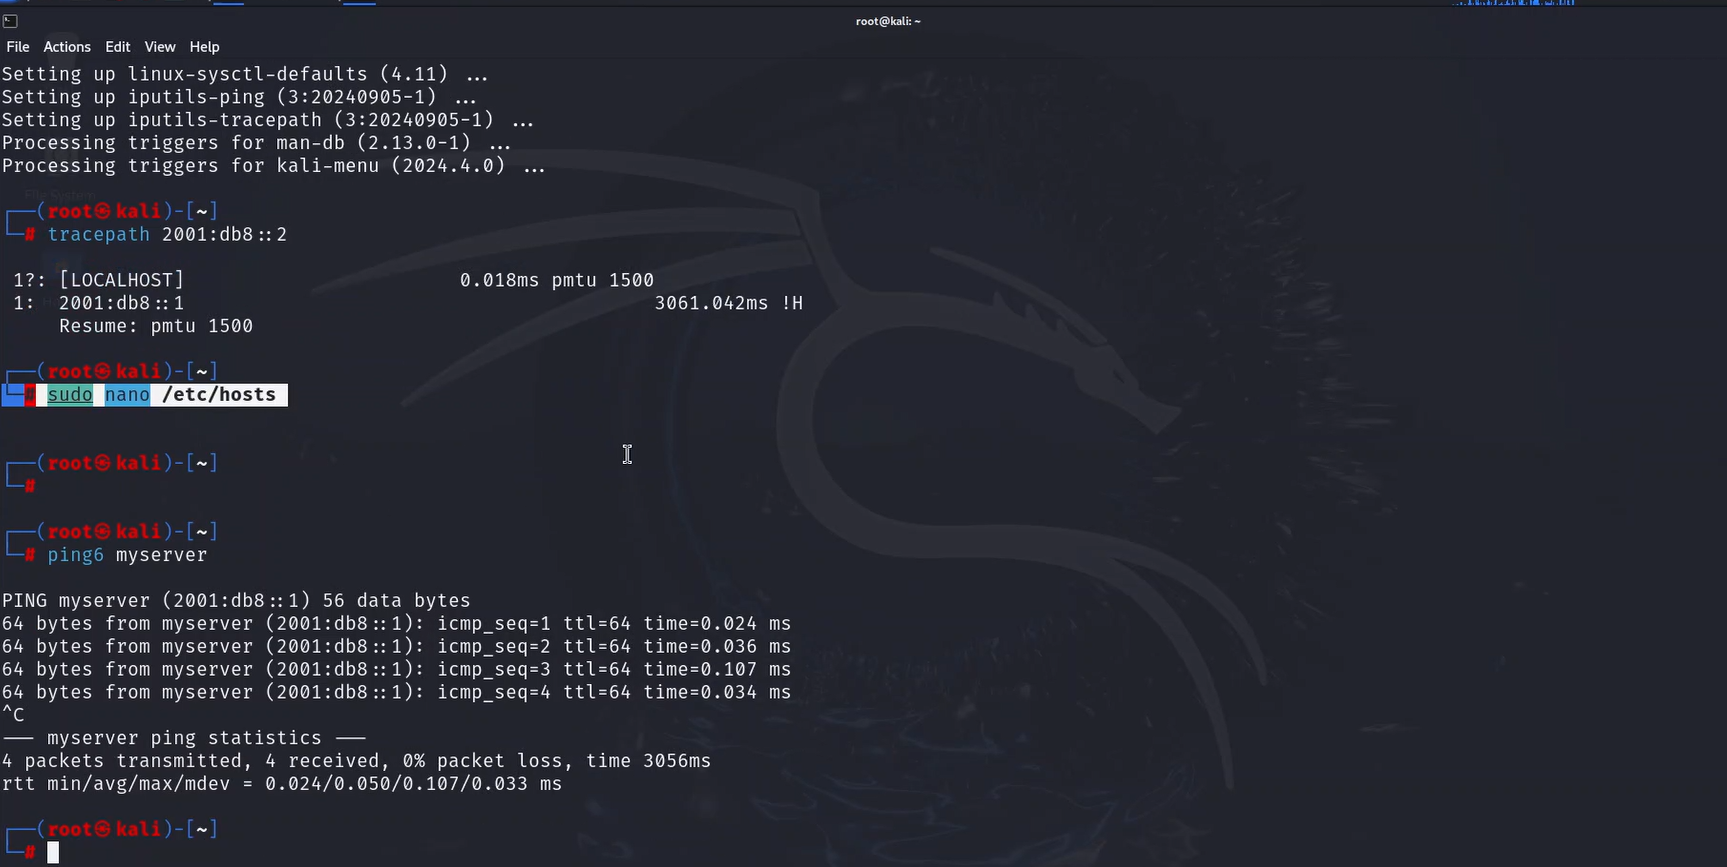 root@kali: ~
File Actions Edit View Help
Setting up linux-sysctl-defaults (4.11) ...
Setting up iputils-ping (3:20240905-1) ...
Setting up iputils-tracepath (3:20240905-1) ...
Processing triggers for man-db (2.13.0-1) ...
Processing triggers for kali-menu (2024.4.0) ...
┌──(root㉿kali)-[~]
└─# tracepath 2001:db8::2
1?: [LOCALHOST] 0.018ms pmtu 1500
1: 2001:db8::1 3061.042ms !H
Resume: pmtu 1500
┌──(root㉿kali)-[~]
└─# sudo nano /etc/hosts
┌──(root㉿kali)-[~]
└─#
┌──(root㉿kali)-[~]
└─# ping6 myserver
PING myserver (2001:db8::1) 56 data bytes
64 bytes from myserver (2001:db8::1): icmp_seq=1 ttl=64 time=0.024 ms
64 bytes from myserver (2001:db8::1): icmp_seq=2 ttl=64 time=0.036 ms
64 bytes from myserver (2001:db8::1): icmp_seq=3 ttl=64 time=0.107 ms
64 bytes from myserver (2001:db8::1): icmp_seq=4 ttl=64 time=0.034 ms
^C
--- myserver ping statistics ---
4 packets transmitted, 4 received, 0% packet loss, time 3056ms
rtt min/avg/max/mdev = 0.024/0.050/0.107/0.033 ms
┌──(root㉿kali)-[~]
└─#